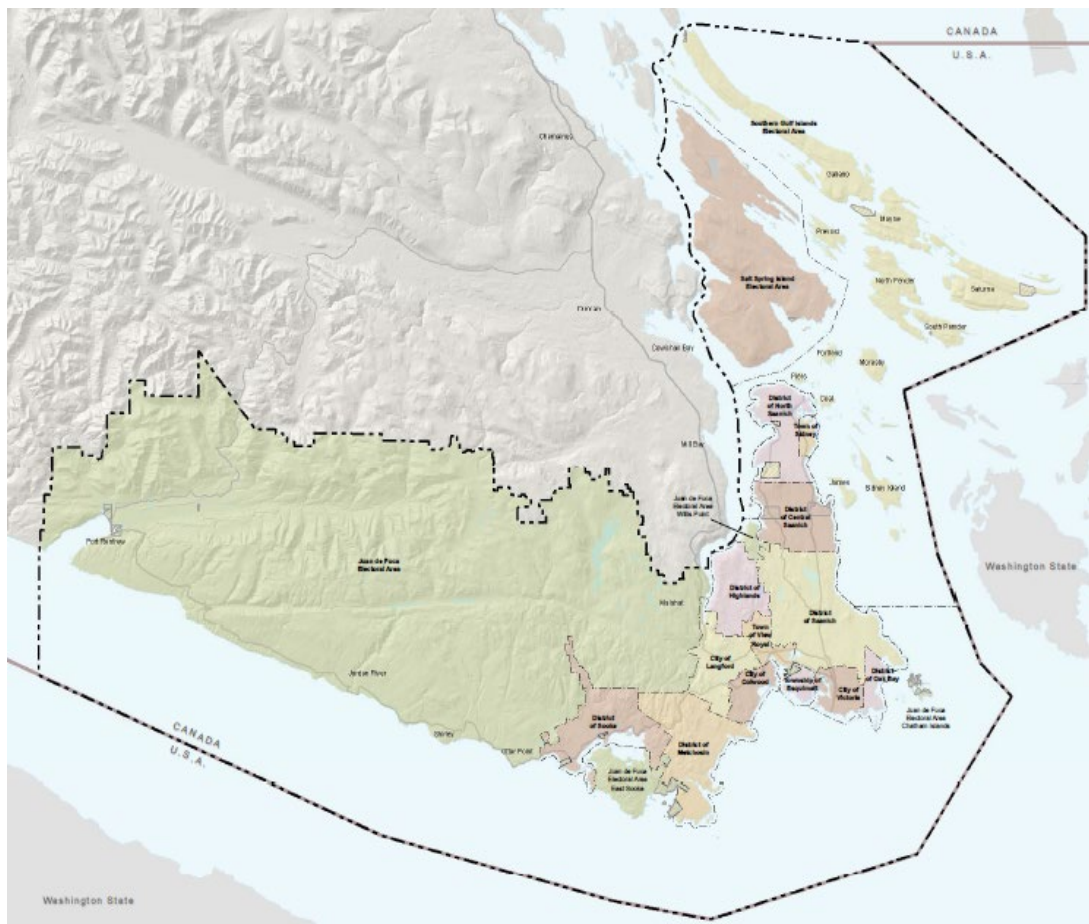 CANADA
U.S.A.
Southern Gulf Islands
Electoral Area
Chemainus
Galiano
Mayne
Prevost
Salt Spring Island
Electoral Area
North Pender
Saturna
Duncan
South Pender
Cowichan Bay
Portland
Moresby
Piers
District
of North
Saanich
Coal
Town of
Sidney
Mill Bay
James
Sidney Island
Juan de Fuca
Electoral Area
Willis Point
District
of Central
Saanich
Port Renfrew
Juan de Fuca
Electoral Area
Washington State
District of
Highlands
Malahat
District
of Saanich
Town
of View
Royal
City of
Langford
Jordan River
City of
Colwood
Township of
Esquimalt
City of
Victoria
District
of Oak Bay
Juan de Fuca
Electoral Area
Chatham Islands
CANADA
U.S.A.
Shirley
District
of Sooke
Otter Point
District of
Metchosin
Juan de Fuca
Electoral Area
East Sooke
Washington State